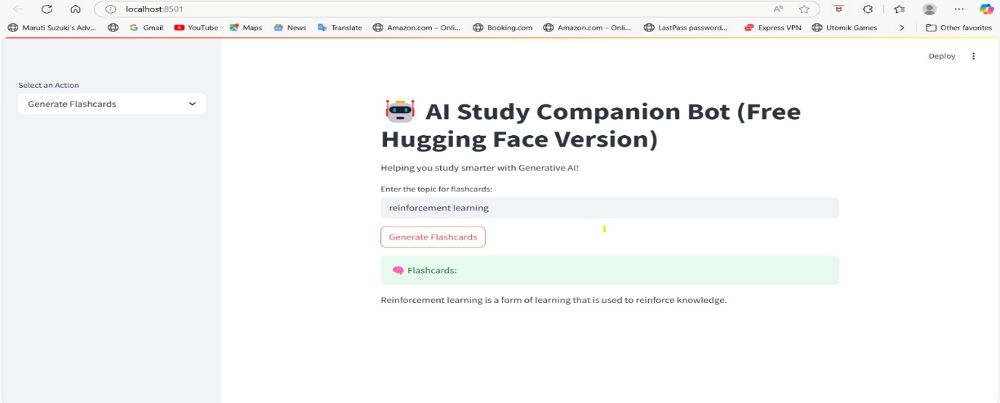 localhost:8501
Maruti Suzuki's Adv... Gmail YouTube Maps News Translate Amazon.com – Onli... Booking.com Amazon.com – Onli... LastPass password... Express VPN Utomik Games Other favorites
Deploy
Select an Action
Generate Flashcards
AI Study Companion Bot (Free
Hugging Face Version)
Helping you study smarter with Generative AI!
Enter the topic for flashcards:
reinforcement learning
Generate Flashcards
Flashcards:
Reinforcement learning is a form of learning that is used to reinforce knowledge.